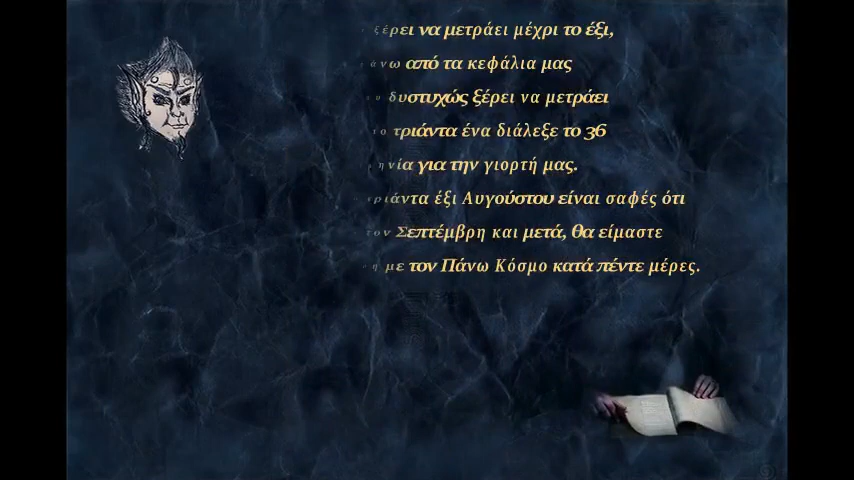 ξέρει να μετράει μέχρι το έξι,
από τα κεφάλια μας
δυστυχώς ξέρει να μετράει
το τριάντα ένα διάλεξε το 36
για την γιορτή μας.
τριάντα έξι Αυγούστου είναι σαφές ότι
τον Σεπτέμβρη και μετά, θα είμαστε
με τον Πάνω Κόσμο κατά πέντε μέρες.